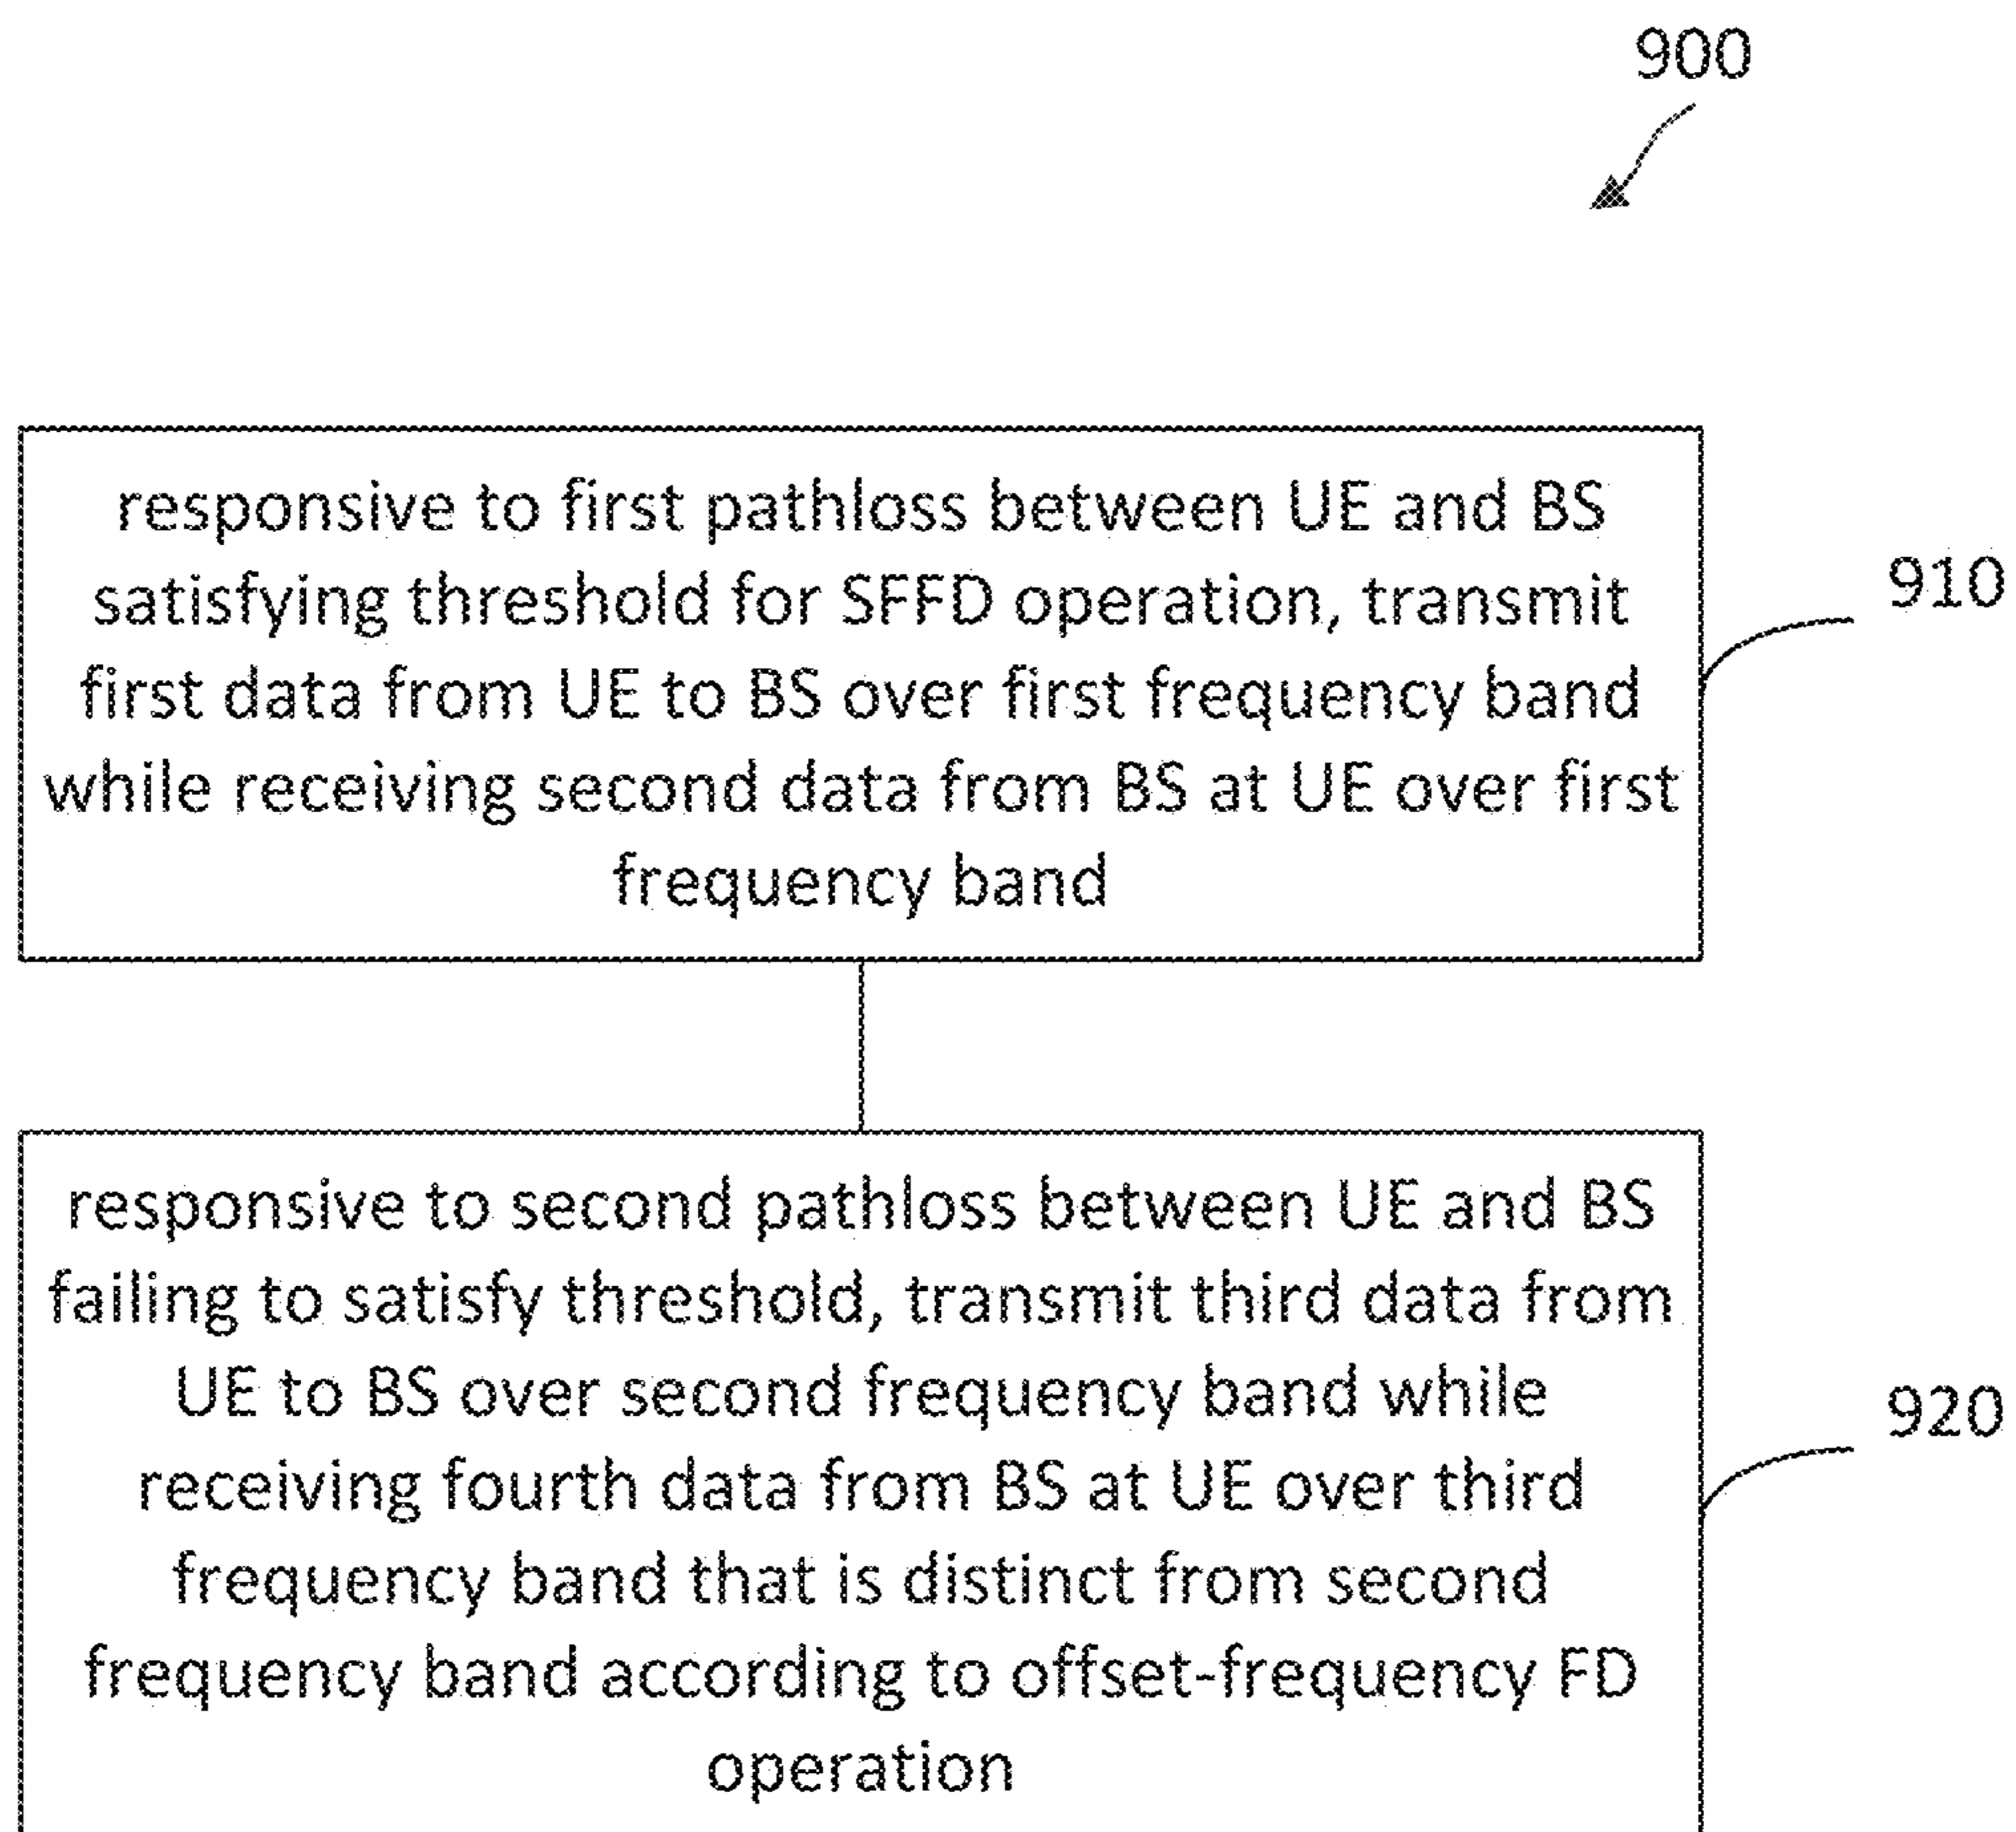 900
responsive to first pathloss between UE and BS
satisfying threshold for SFFD operation, transmit
first data from UE to BS over first frequency band
while receiving second data from BS at UE over first
frequency band
910
responsive to second pathloss between UE and BS
failing to satisfy threshold, transmit third data from
UE to BS over second frequency band while
receiving fourth data from BS at UE over third
frequency band that is distinct from second
frequency band according to offset-frequency FD
operation
920